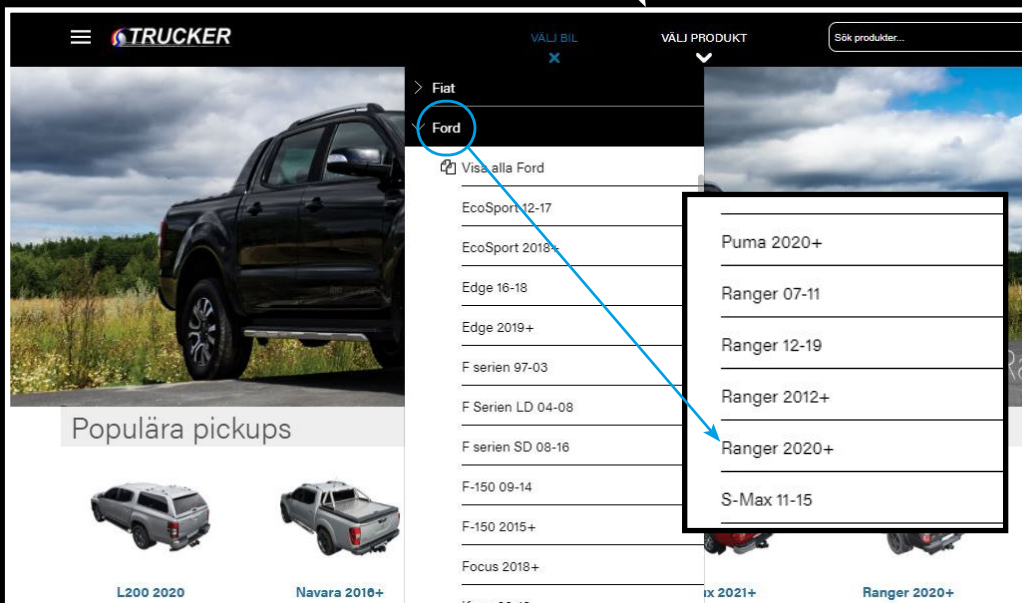 TRUCKER
VÄLJ BIL
VÄLJ PRODUKT
Sök produkter...
Fiat
Ford
Visa alla Ford
EcoSport 12-17
EcoSport 2018+
Edge 16-18
Edge 2019+
F serien 97-03
F Serien LD 04-08
F serien SD 08-16
F-150 09-14
F-150 2015+
Focus 2018+
Puma 2020+
Ranger 07-11
Ranger 12-19
Ranger 2012+
Ranger 2020+
S-Max 11-15
Populära pickups
L200 2020
Navara 2016+
2021+
Ranger 2020+